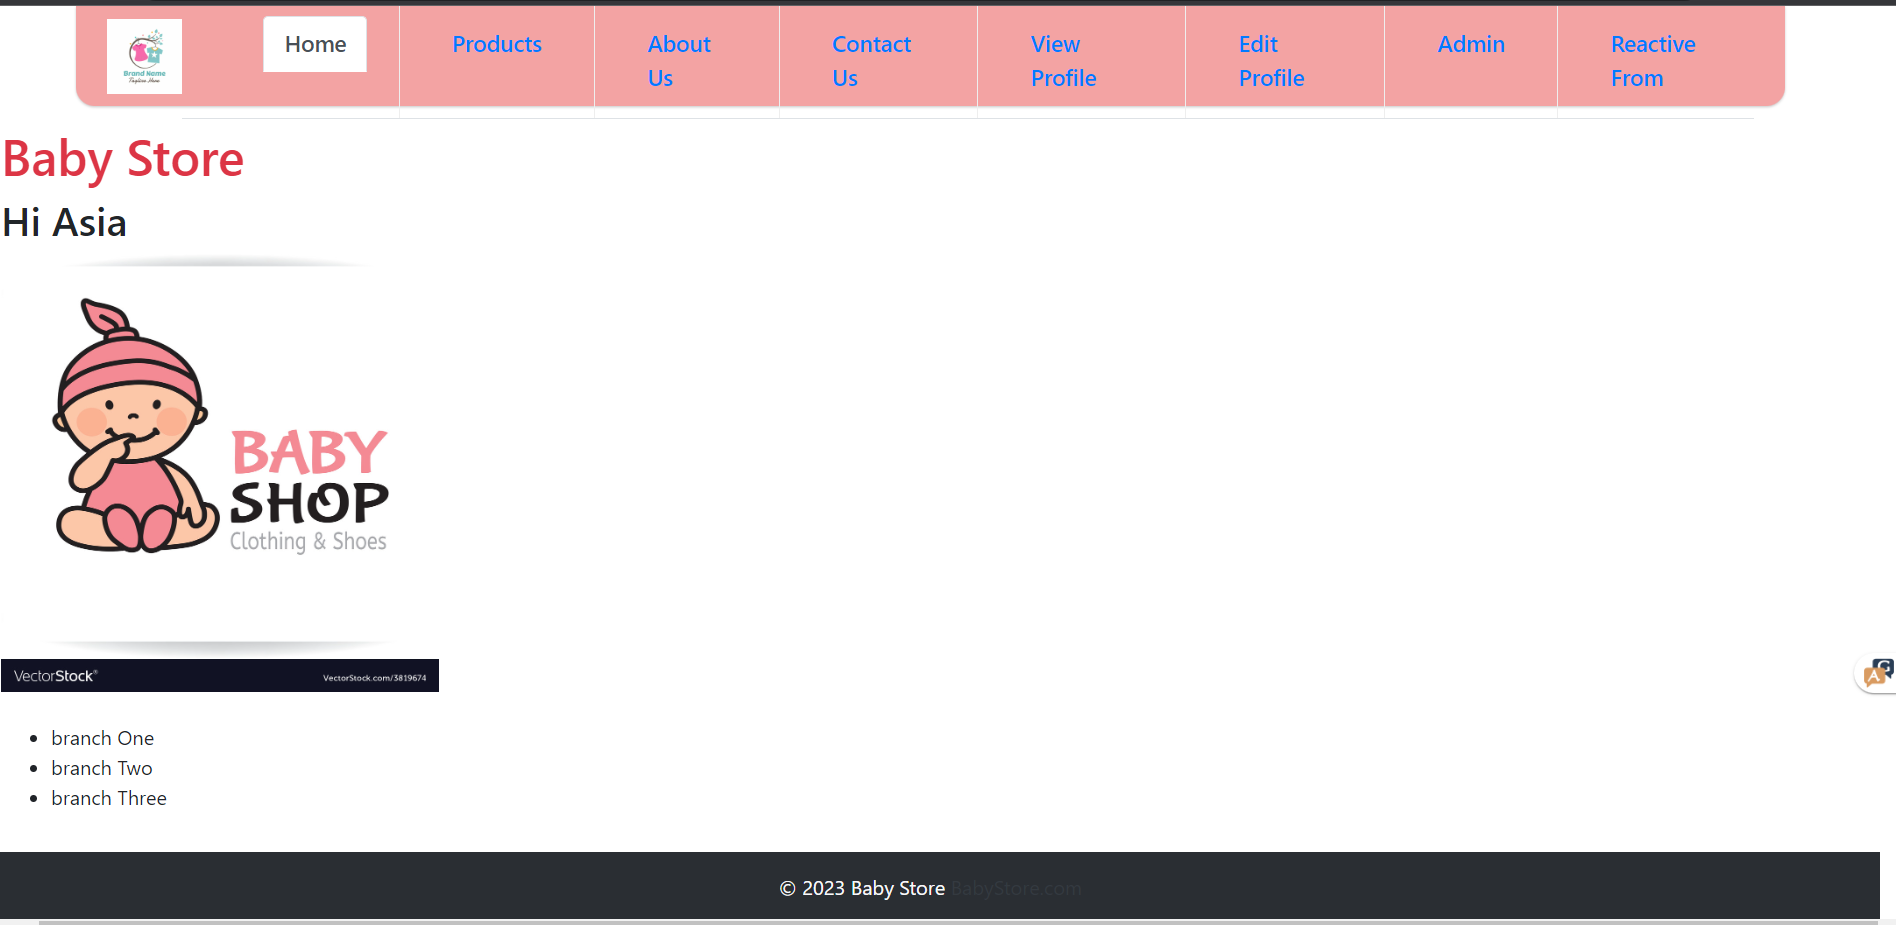 Brand Name
Tagline Here
Home
Products
About
Us
Contact
Us
View
Profile
Edit
Profile
Admin
Reactive
From
Baby Store
Hi Asia
BABY
SHOP
Clothing & Shoes
VectorStock®
VectorStock.com/3819674
A G
branch One
branch Two
branch Three
© 2023 Baby Store BabyStore.com